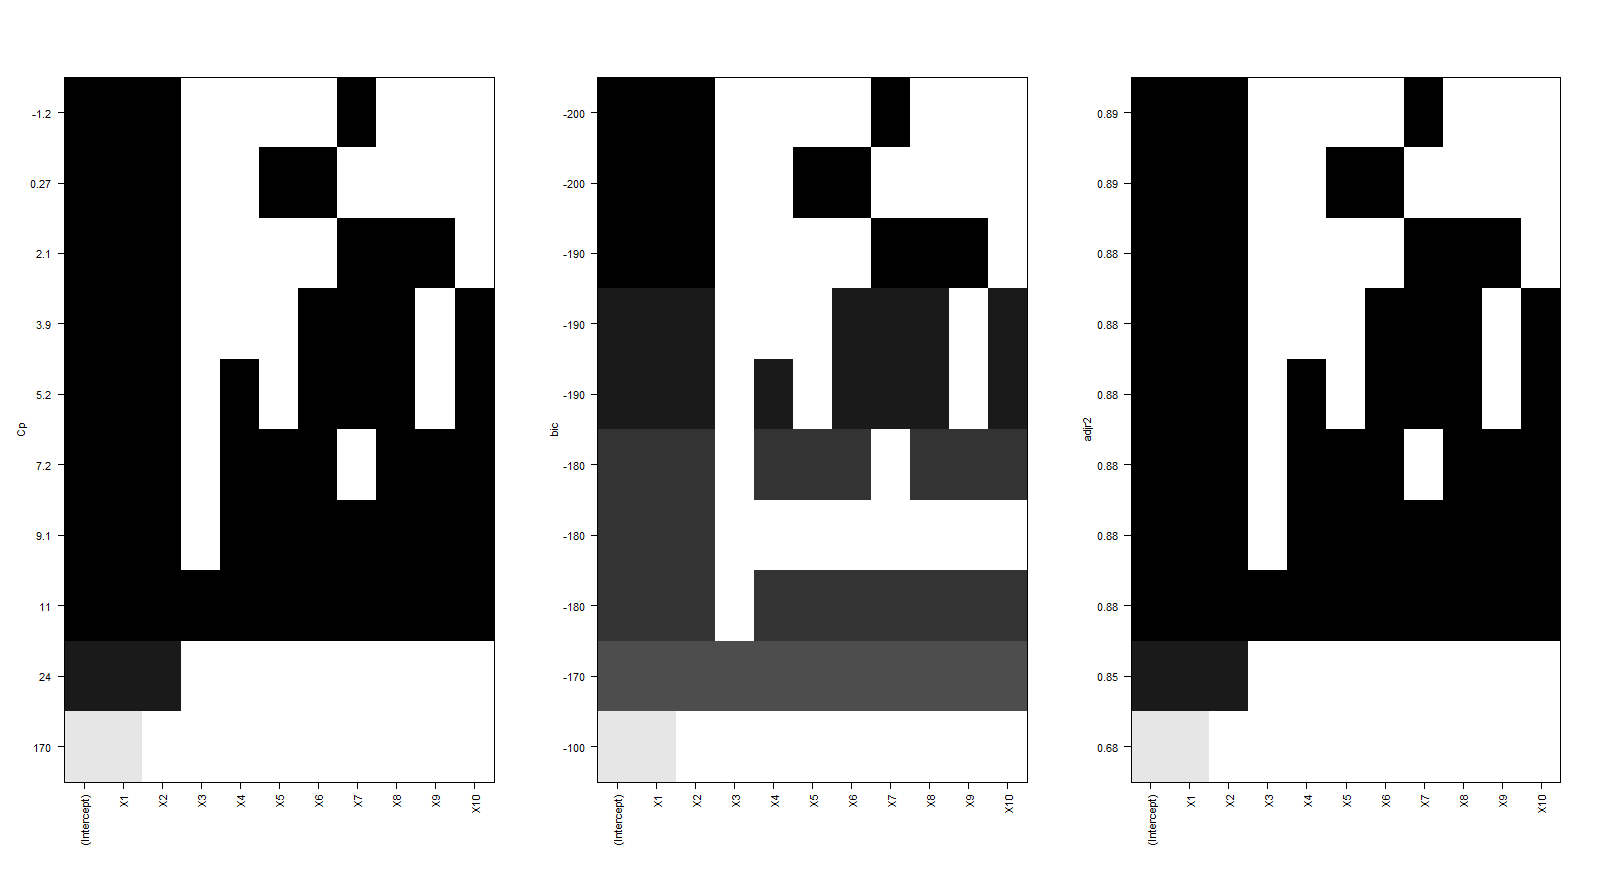 -1.2
0.27
2.1
3.9
5.2
7.2
9.1
11
24
170
Cp
(Intercept)
X1
X2
X3
X4
X5
X6
X7
X8
X9
X10
-200
-200
-190
-190
-190
-180
-180
-180
-170
-100
bic
(Intercept)
X1
X2
X3
X4
X5
X6
X7
X8
X9
X10
0.89
0.89
0.88
0.88
0.88
0.88
0.88
0.88
0.85
0.68
adjr2
(Intercept)
X1
X2
X3
X4
X5
X6
X7
X8
X9
X10